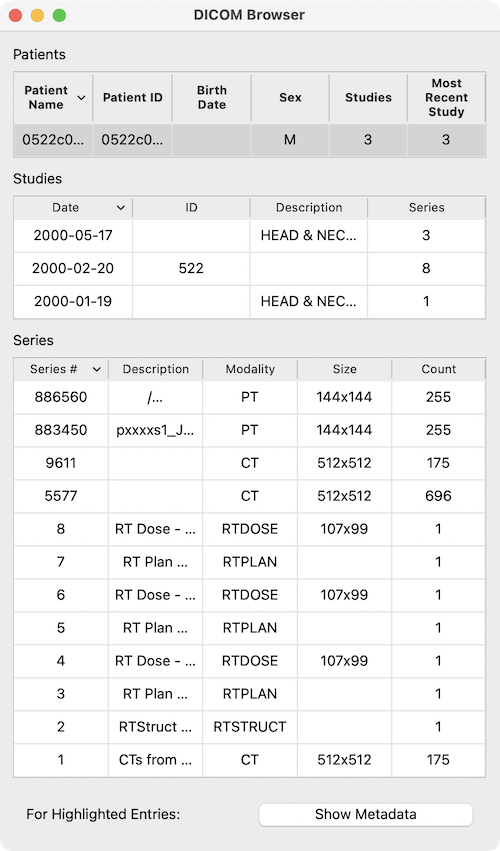 DICOM Browser
Patients
Patient Name Patient ID Birth Date Sex Studies Most Recent Study
0522c0... 0522c0... M 3 3
Studies
Date ID Description Series
2000-05-17 HEAD & NEC... 3
2000-02-20 522 8
2000-01-19 HEAD & NEC... 1
Series
Series # Description Modality Size Count
886560 /... PT 144x144 255
883450 pxxxxs1_J... PT 144x144 255
9611 CT 512x512 175
5577 CT 512x512 696
8 RT Dose - ... RTDOSE 107x99 1
7 RT Plan ... RTPLAN 1
6 RT Dose - ... RTDOSE 107x99 1
5 RT Plan ... RTPLAN 1
4 RT Dose - ... RTDOSE 107x99 1
3 RT Plan ... RTPLAN 1
2 RTStruct ... RTSTRUCT 1
1 CTs from ... CT 512x512 175
For Highlighted Entries: Show Metadata